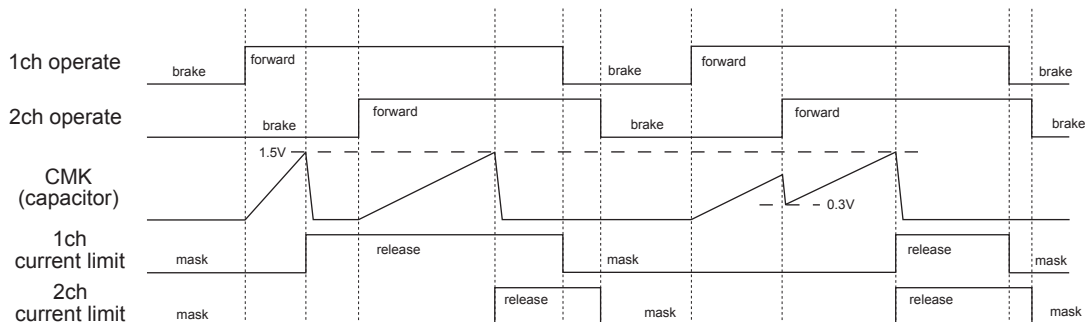 1ch operate
brake
forward
brake
forward
brake
2ch operate
brake
forward
brake
forward
brake
CMK
(capacitor)
1.5V
0.3V
1ch
current limit
mask
release
mask
release
mask
2ch
current limit
mask
release
mask
release
mask